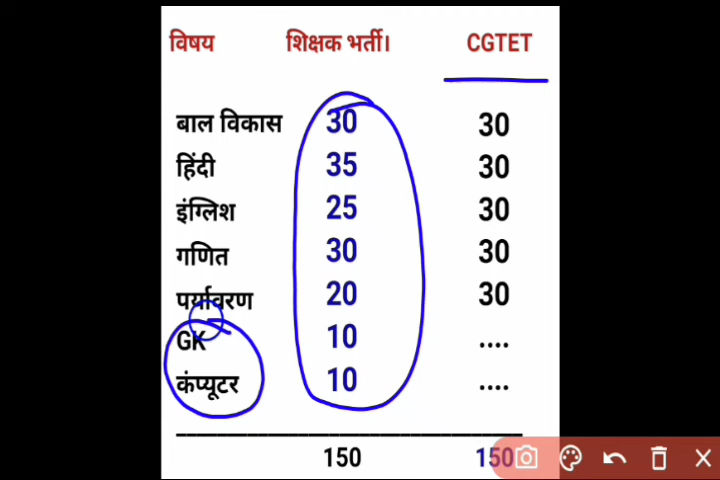 विषय शिक्षक भर्ती। CGTET
बाल विकास 30 30
हिंदी 35 30
इंग्लिश 25 30
गणित 30 30
पर्यावरण 20 30
GK 10 ....
कंप्यूटर 10 ....
150 150